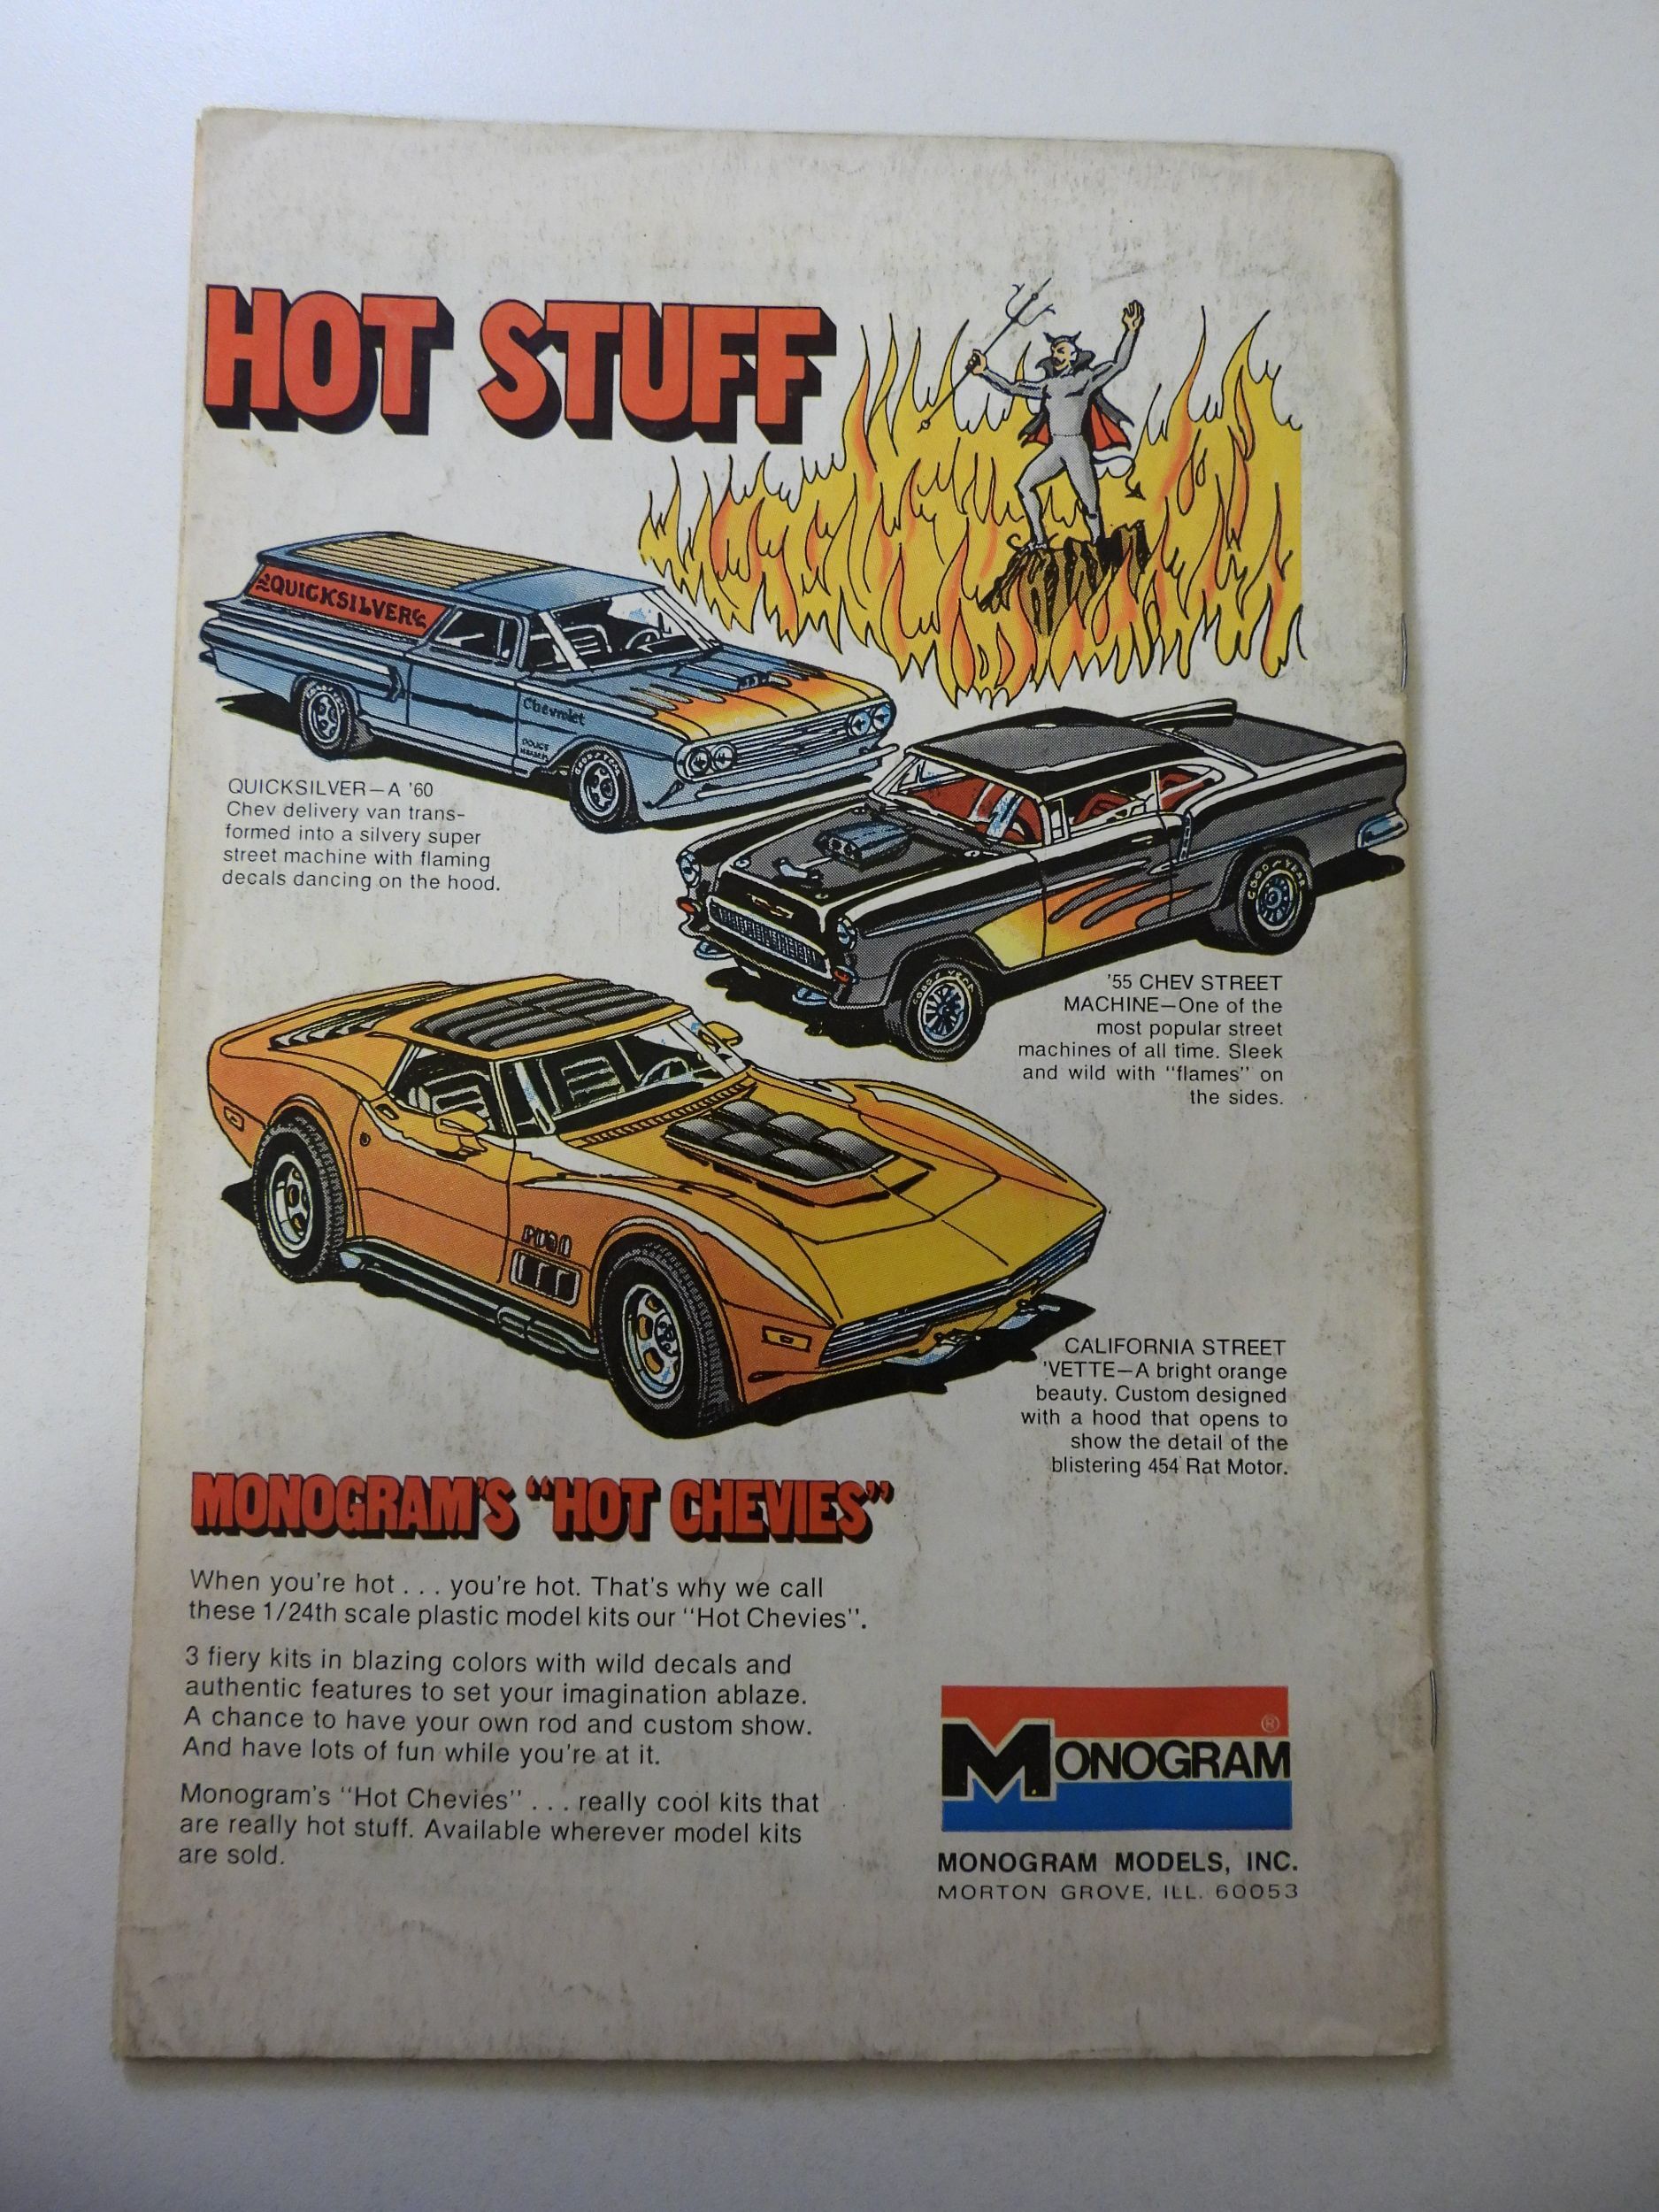 HOT STUFF
QUICKSILVER
Chevrolet
QUICKSILVER—A '60
Chev delivery van trans-
formed into a silvery super
street machine with flaming
decals dancing on the hood.
GOOD YEAR
GOOD YEAR
'55 CHEV STREET
MACHINE—One of the
most popular street
machines of all time. Sleek
and wild with "flames" on
the sides.
CALIFORNIA STREET
'VETTE—A bright orange
beauty. Custom designed
with a hood that opens to
show the detail of the
blistering 454 Rat Motor.
MONOGRAM'S "HOT CHEVIES"
When you're hot . . . you're hot. That's why we call
these 1/24th scale plastic model kits our "Hot Chevies".
3 fiery kits in blazing colors with wild decals and
authentic features to set your imagination ablaze.
A chance to have your own rod and custom show.
And have lots of fun while you're at it.
Monogram's "Hot Chevies" . . . really cool kits that
are really hot stuff. Available wherever model kits
are sold.
®
MONOGRAM
MONOGRAM MODELS, INC.
MORTON GROVE, ILL. 60053